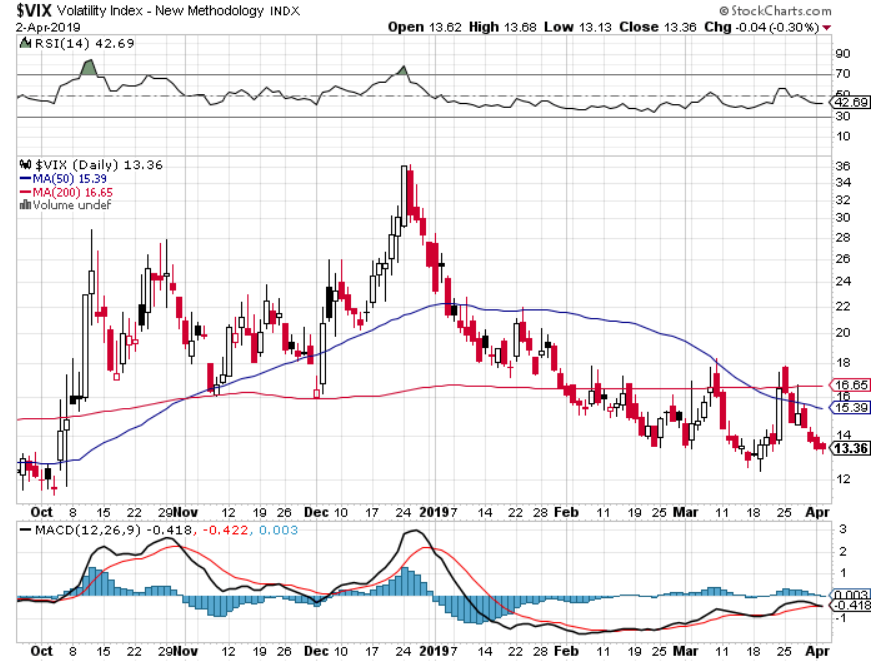 $VIX Volatility Index - New Methodology INDX
© StockCharts.com
2-Apr-2019
Open 13.62 High 13.68 Low 13.13 Close 13.36 Chg -0.04 (-0.30%)
RSI(14) 42.69
90
70
50
42.69
30
10
$VIX (Daily) 13.36
MA(50) 15.39
MA(200) 16.65
Volume undef
36
34
32
30
28
26
24
22
20
18
16.65
16
15.39
14
13.36
12
Oct 8 15 22 29 Nov 12 19 26 Dec 10 17 24 2019 7 14 22 28 Feb 11 19 25 Mar 11 18 25 Apr
MACD(12,26,9) -0.418, -0.422, 0.003
3
2
1
0.003
-0.418
-1
Oct 8 15 22 29 Nov 12 19 26 Dec 10 17 24 2019 7 14 22 28 Feb 11 19 25 Mar 11 18 25 Apr